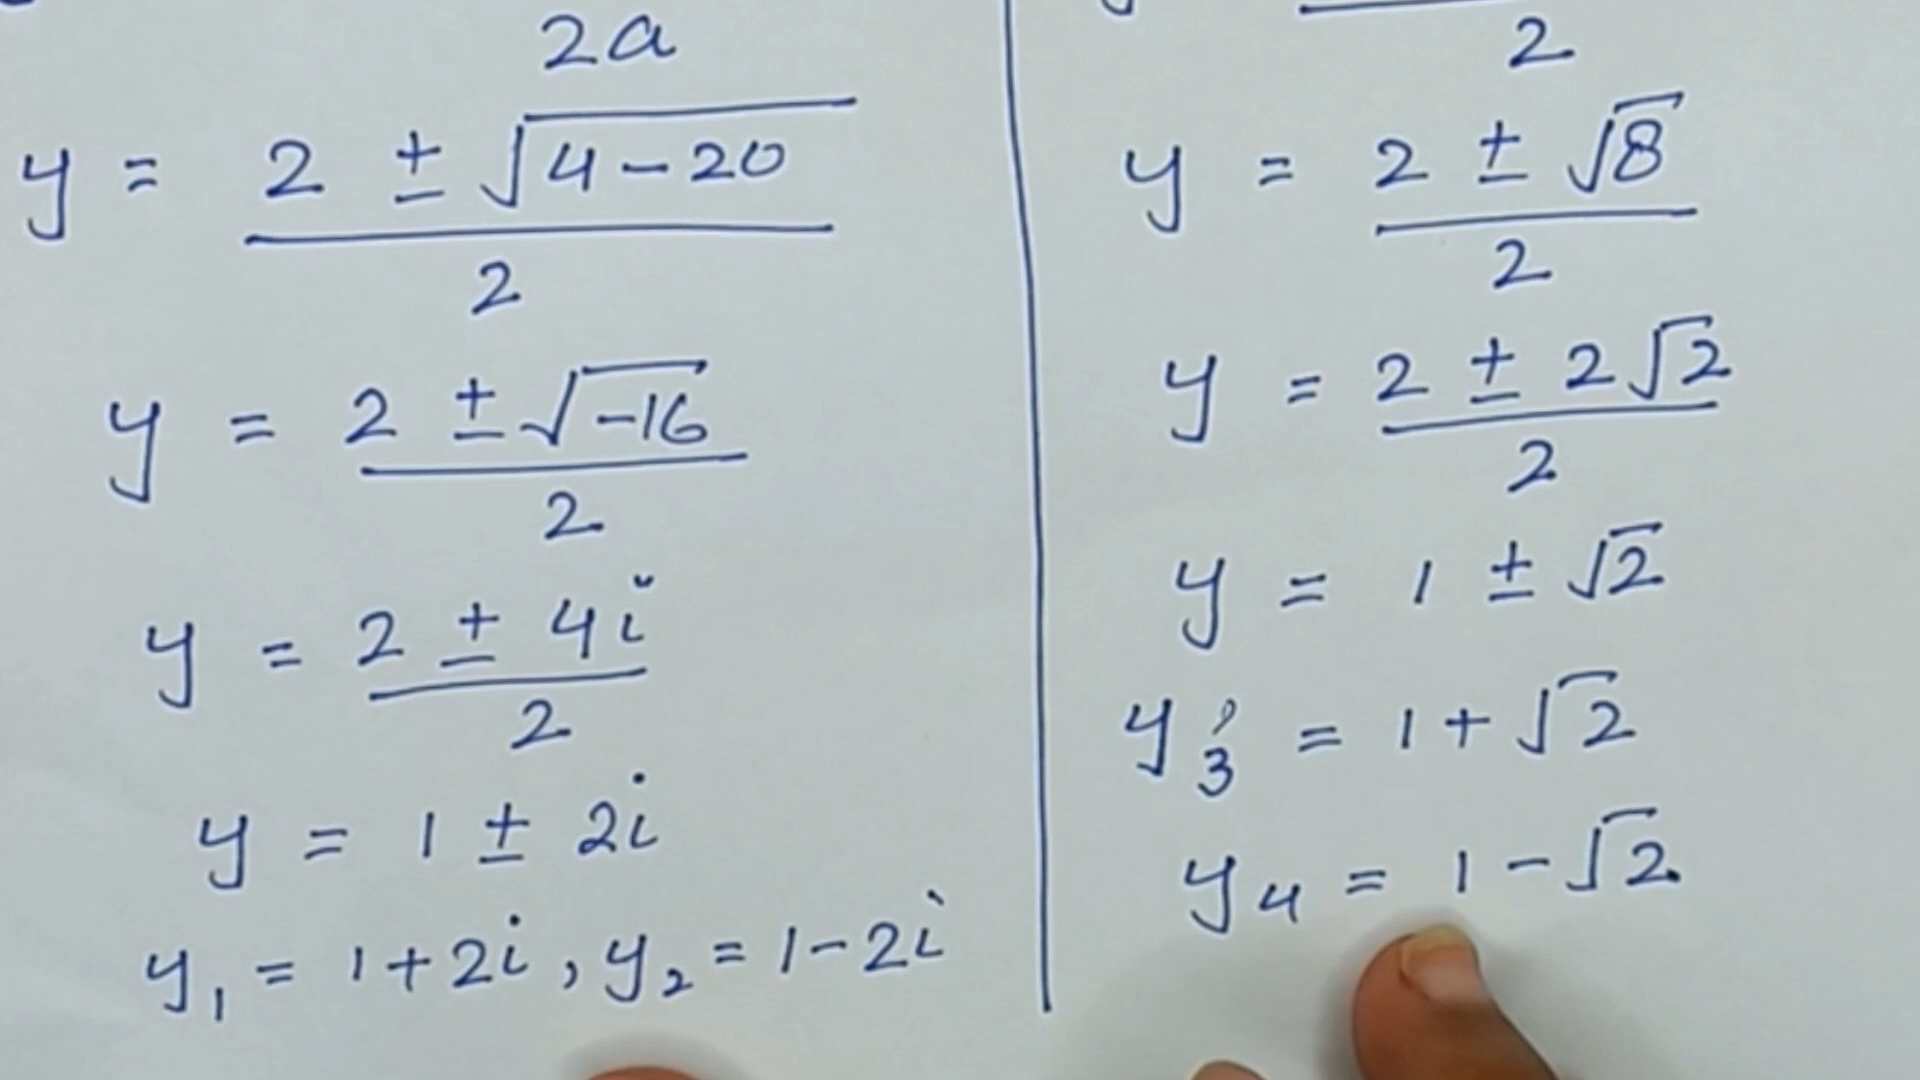 2a
y = 2 ± √4-20
2
y = 2 ± √-16
2
y = 2 ± 4i
2
y = 1 ± 2i
y₁ = 1+2i, y₂ = 1-2i
2
y = 2 ± √8
2
y = 2 ± 2√2
2
y = 1 ± √2
y₃ = 1+√2
y₄ = 1-√2